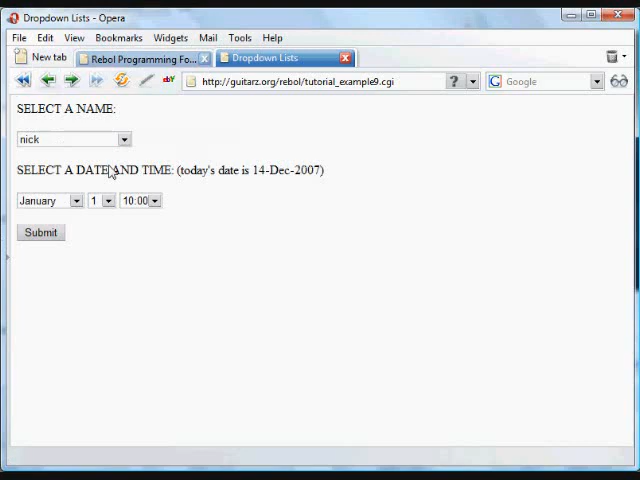 Dropdown Lists - Opera
File Edit View Bookmarks Widgets Mail Tools Help
New tab Rebol Programming Fo... Dropdown Lists
http://guitarz.org/rebol/tutorial_example9.cgi ? Google
SELECT A NAME:
nick
SELECT A DATE AND TIME: (today's date is 14-Dec-2007)
January 1 10:00
Submit